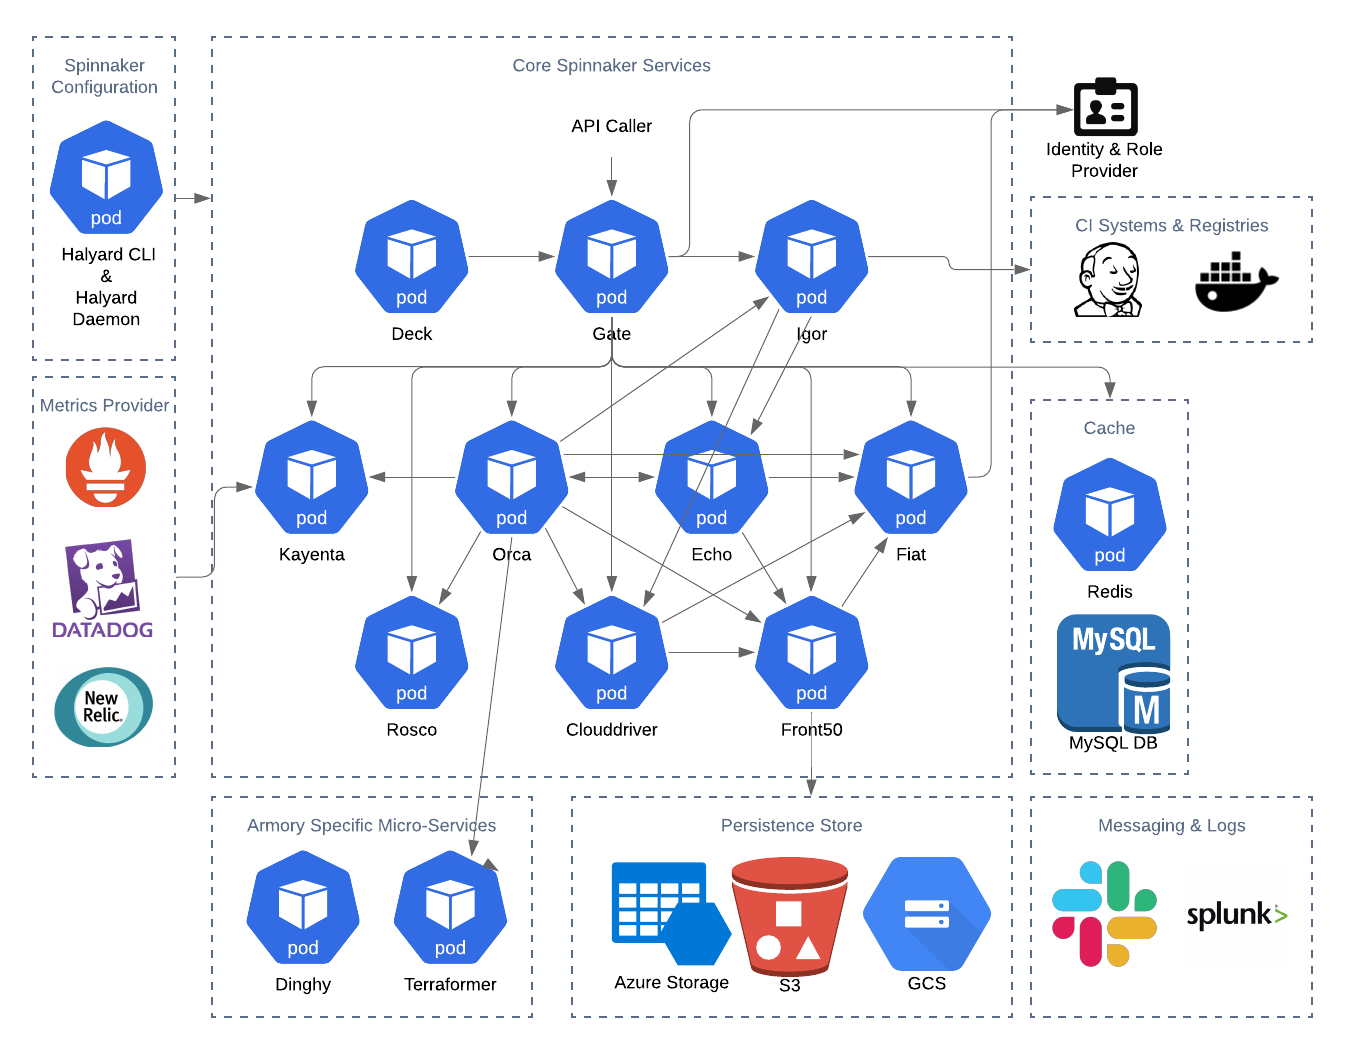 Spinnaker
Configuration
pod
Halyard CLI
&
Halyard
Daemon
Metrics Provider
DATADOG
New
Relic.
Core Spinnaker Services
API Caller
pod
Deck
pod
Gate
pod
Igor
pod
Kayenta
pod
Orca
pod
Echo
pod
Fiat
pod
Rosco
pod
Clouddriver
pod
Front50
Identity & Role
Provider
CI Systems & Registries
Cache
pod
Redis
MySQL
M
MySQL DB
Armory Specific Micro-Services
pod
Dinghy
pod
Terraformer
Persistence Store
Azure Storage
S3
GCS
Messaging & Logs
splunk>